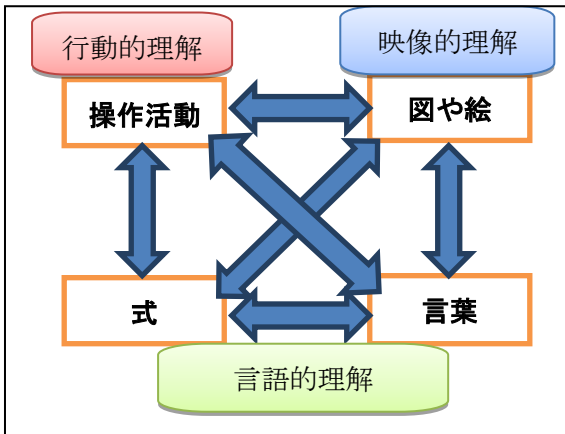 行動的理解
映像的理解
操作活動
図や絵
式
言葉
言語的理解